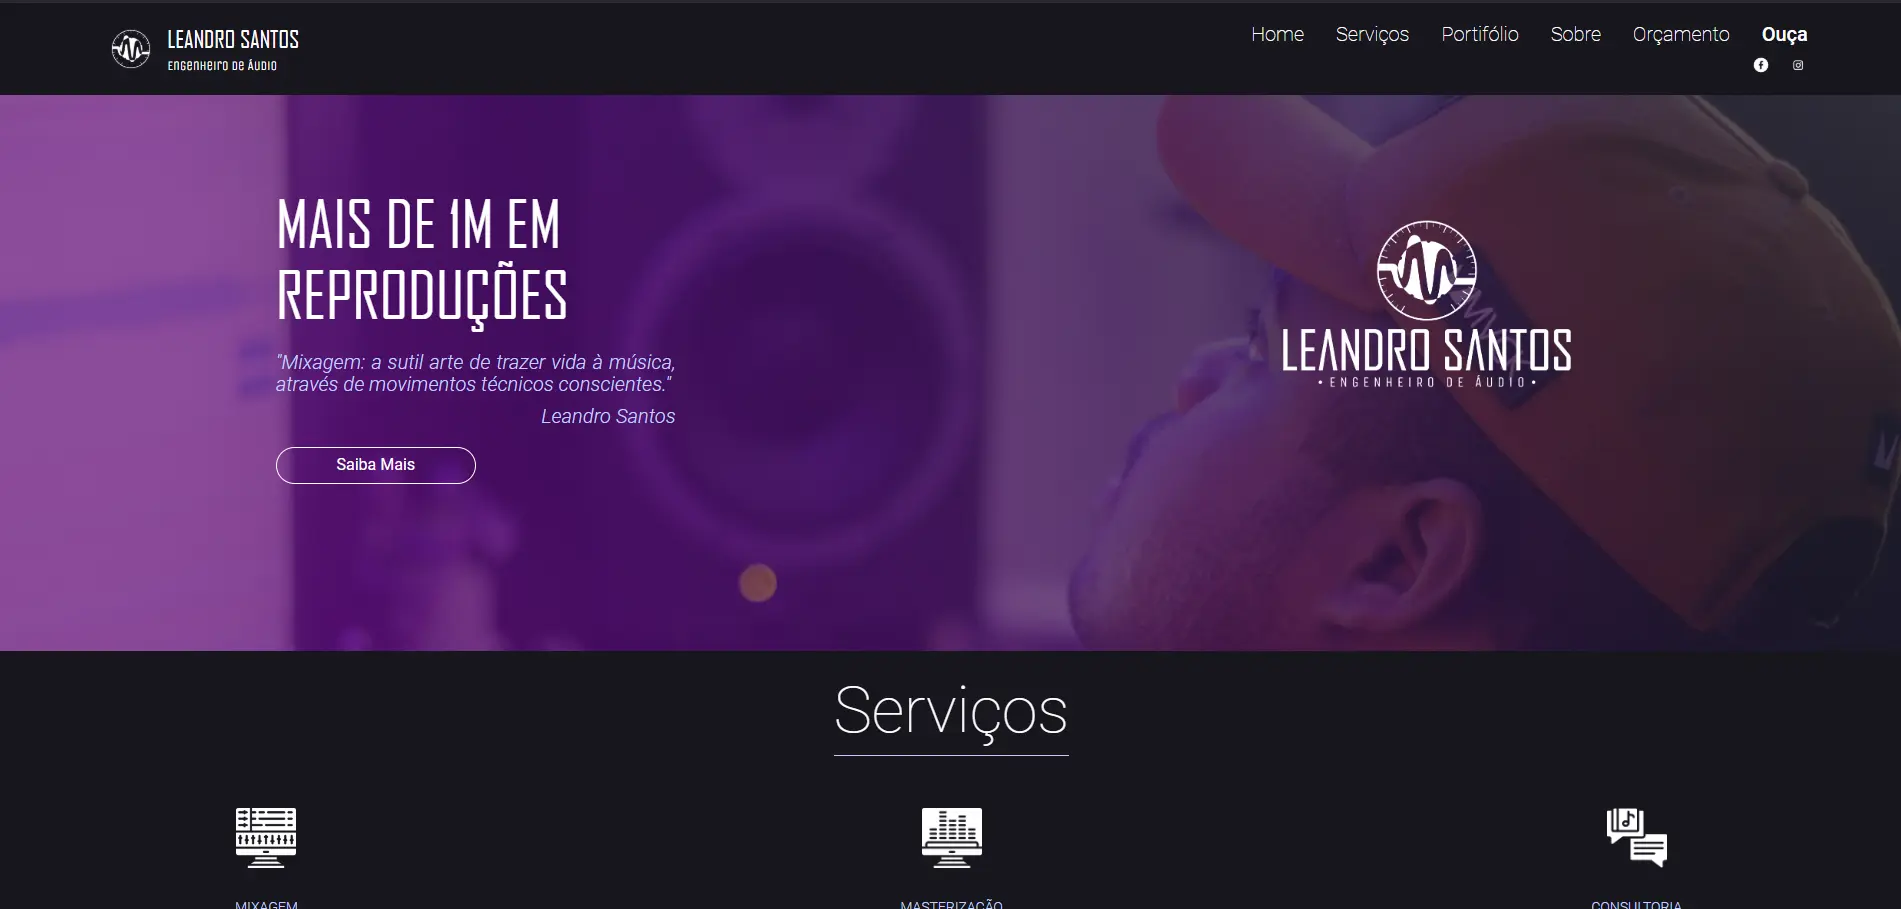 LEANDRO SANTOS
Engenheiro de Áudio
Home Serviços Portifólio Sobre Orçamento Ouça
MAIS DE 1M EM
REPRODUÇÕES
"Mixagem: a sutil arte de trazer vida à música,
através de movimentos técnicos conscientes."
Leandro Santos
Saiba Mais
LEANDRO SANTOS
• ENGENHEIRO DE ÁUDIO •
Serviços
MIXAGEM
MASTERIZAÇÃO
CONSULTORIA